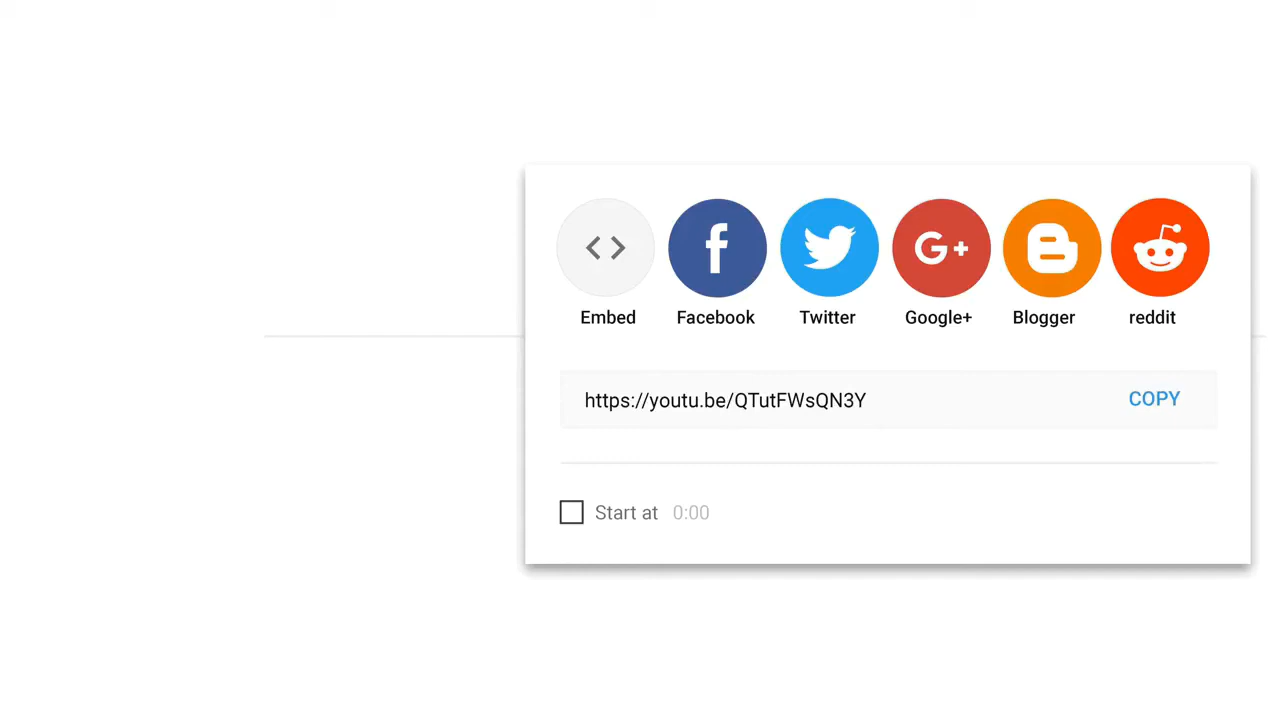 Embed Facebook Twitter Google+ Blogger reddit
https://youtu.be/QTutFWsQN3Y COPY
Start at 0:00